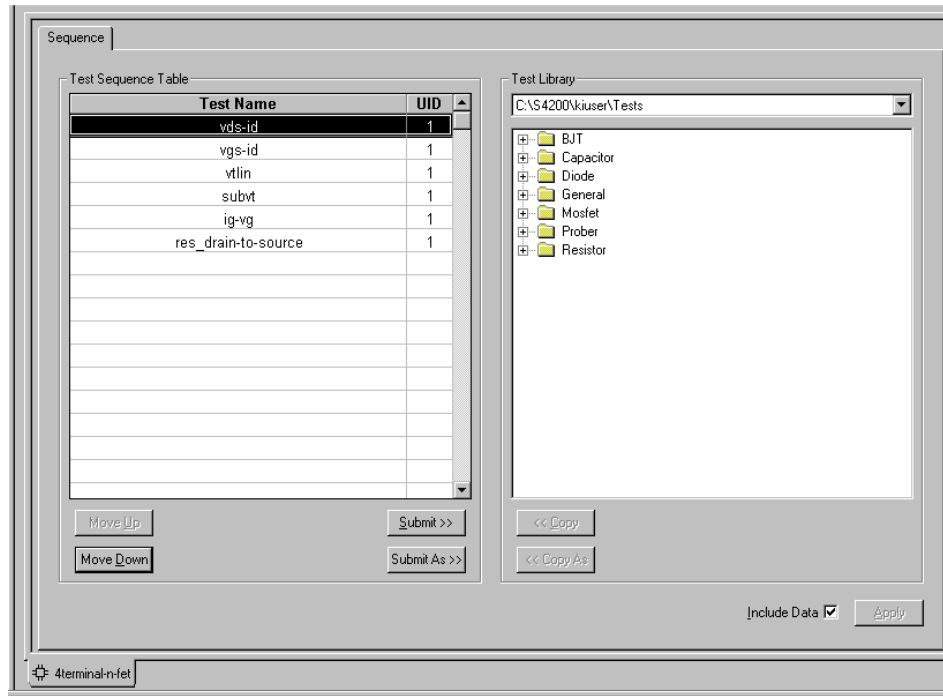 Sequence
Test Sequence Table
Test Name UID
vds-id 1
vgs-id 1
vtlin 1
subvt 1
ig-vg 1
res_drain-to-source 1
Move Up
Submit >>
Move Down
Submit As >>
Test Library
C:\S4200\kiuser\Tests
BJT
Capacitor
Diode
General
Mosfet
Prober
Resistor
<< Copy
<< Copy As
Include Data
Apply
4terminal-n-fet